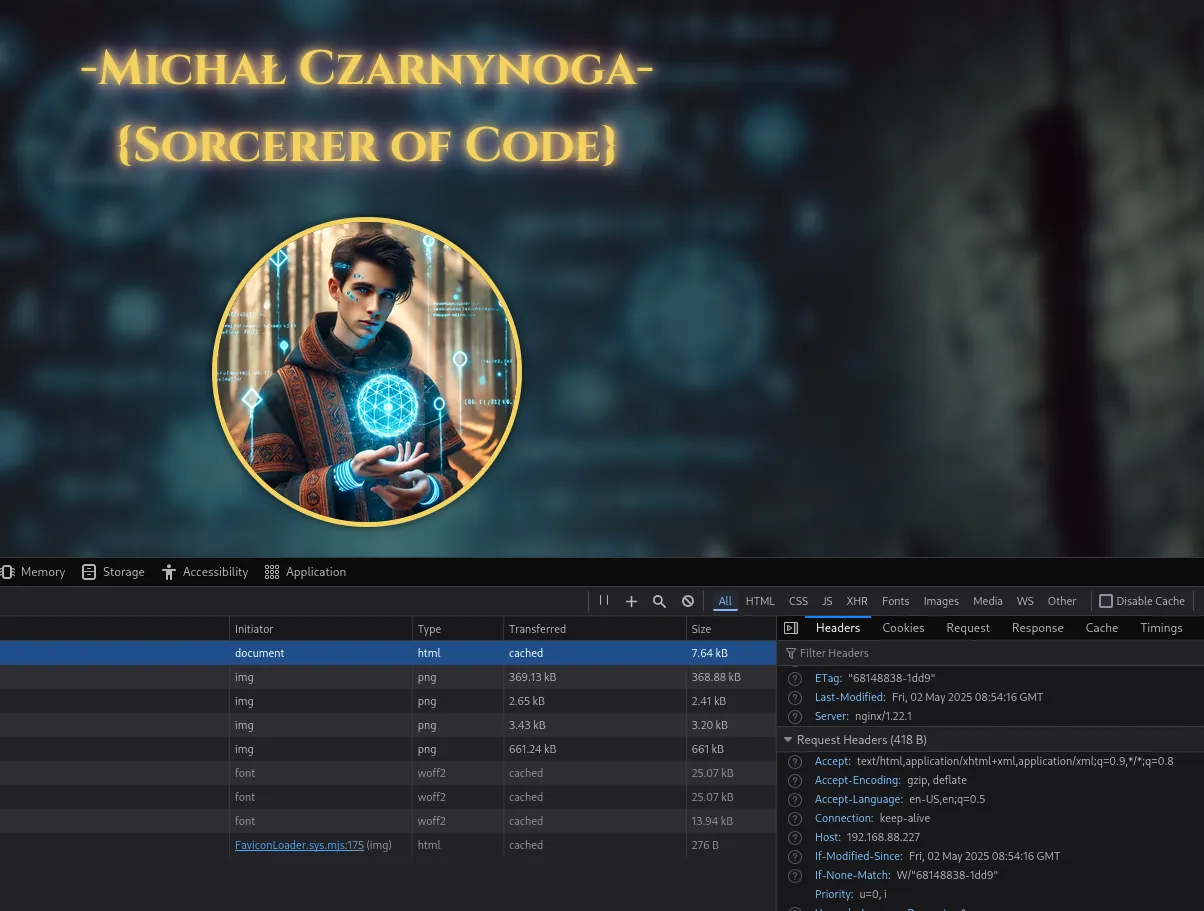 -Michał Czarnynoga-
{Sorcerer of Code}
Memory Storage Accessibility Application
All HTML CSS JS XHR Fonts Images Media WS Other Disable Cache
Initiator Type Transferred Size
document html cached 7.64 kB
img png 369.13 kB 368.88 kB
img png 2.65 kB 2.41 kB
img png 3.43 kB 3.20 kB
img png 661.24 kB 661 kB
font woff2 cached 25.07 kB
font woff2 cached 25.07 kB
font woff2 cached 13.94 kB
FaviconLoader.sys.mjs:175 (img) html cached 276 B
Headers Cookies Request Response Cache Timings
Filter Headers
ETag: "68148838-1dd9"
Last-Modified: Fri, 02 May 2025 08:54:16 GMT
Server: nginx/1.22.1
Request Headers (418 B)
Accept: text/html,application/xhtml+xml,application/xml;q=0.9,*/*;q=0.8
Accept-Encoding: gzip, deflate
Accept-Language: en-US,en;q=0.5
Connection: keep-alive
Host: 192.168.88.227
If-Modified-Since: Fri, 02 May 2025 08:54:16 GMT
If-None-Match: W/"68148838-1dd9"
Priority: u=0, i